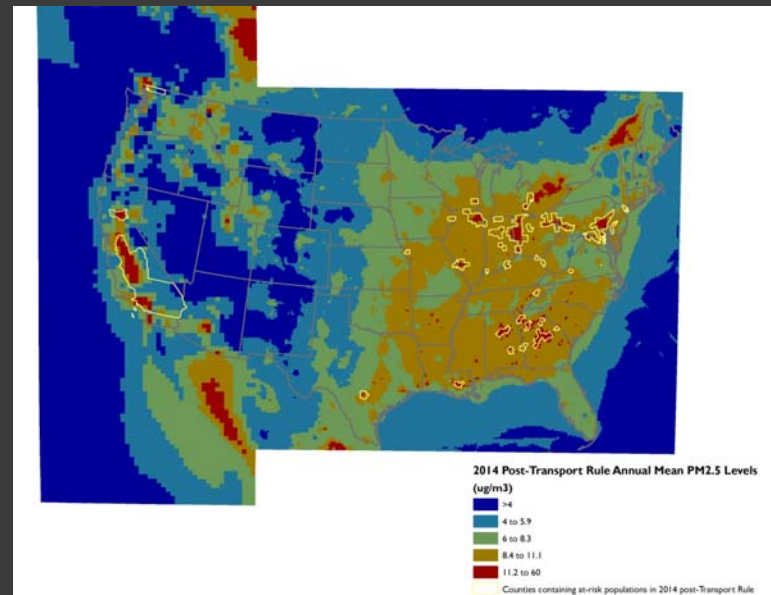 2014 Post-Transport Rule Annual Mean PM2.5 Levels
(ug/m3)
>4
4 to 5.9
6 to 8.3
8.4 to 11.1
11.2 to 60
Counties containing at-risk populations in 2014 post-Transport Rule